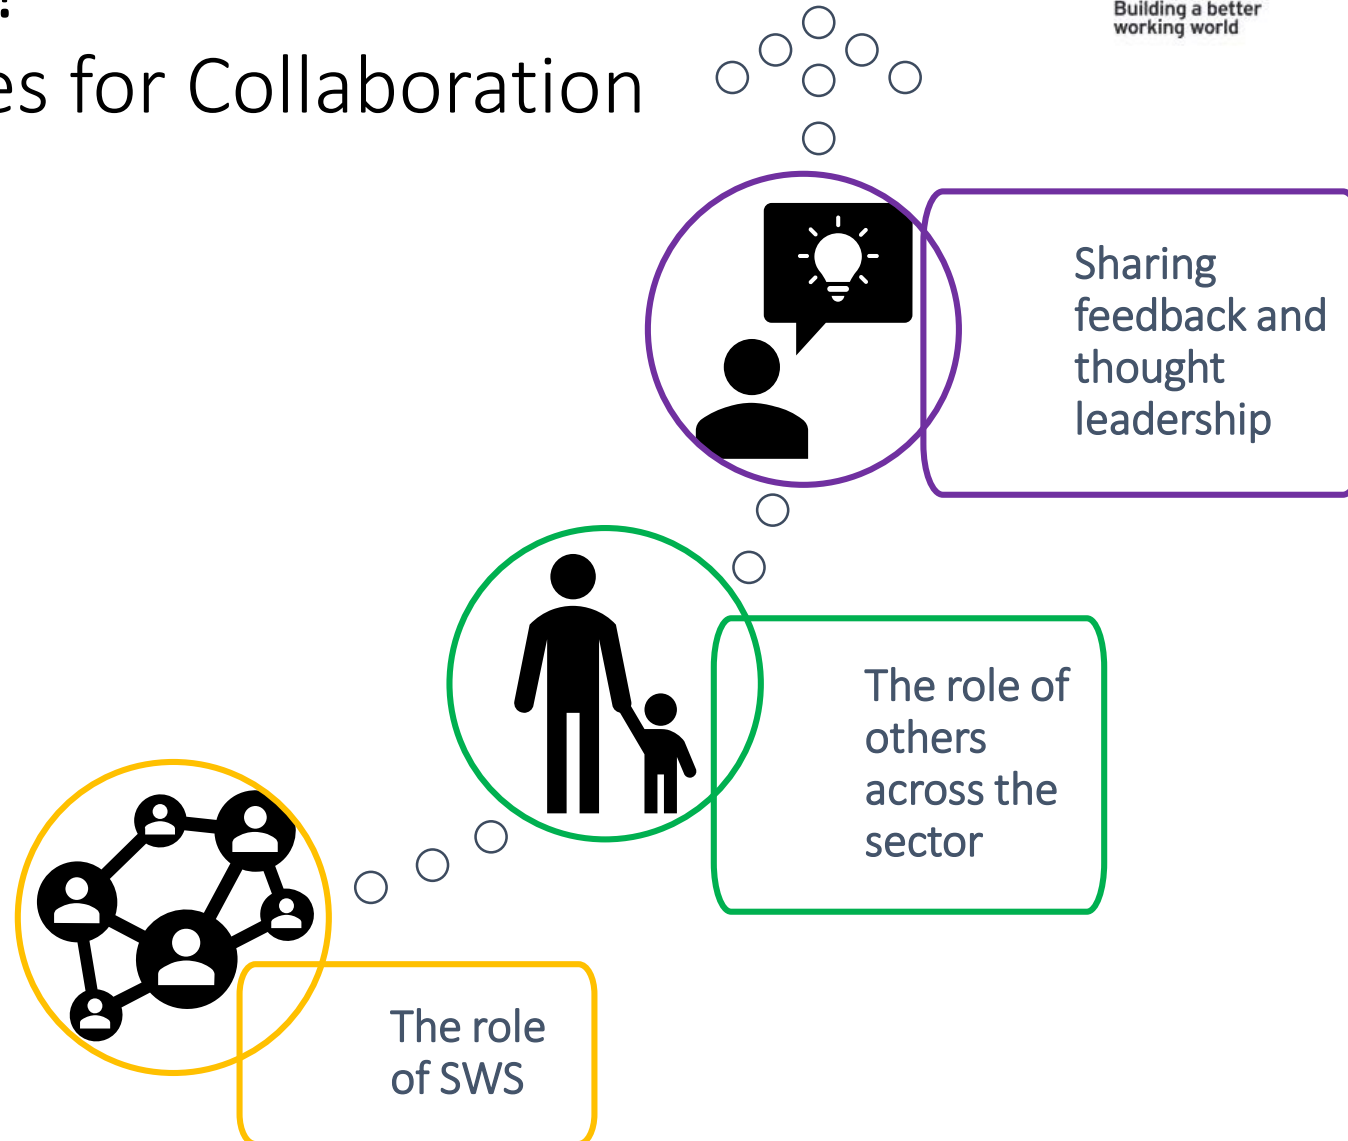 es for Collaboration
Building a better
working world
Sharing
feedback and
thought
leadership
The role of
others
across the
sector
The role
of SWS